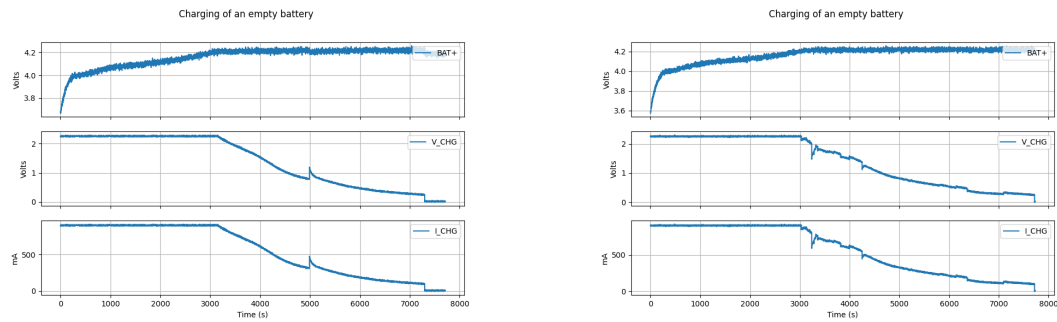 Charging of an empty battery
4.2
4.0
3.8
Volts
BAT+
2
1
0
Volts
V_CHG
500
0
mA
I_CHG
0 1000 2000 3000 4000 5000 6000 7000 8000
Time (s)
Charging of an empty battery
4.2
4.0
3.8
3.6
Volts
BAT+
2
1
0
Volts
V_CHG
500
0
mA
I_CHG
0 1000 2000 3000 4000 5000 6000 7000 8000
Time (s)